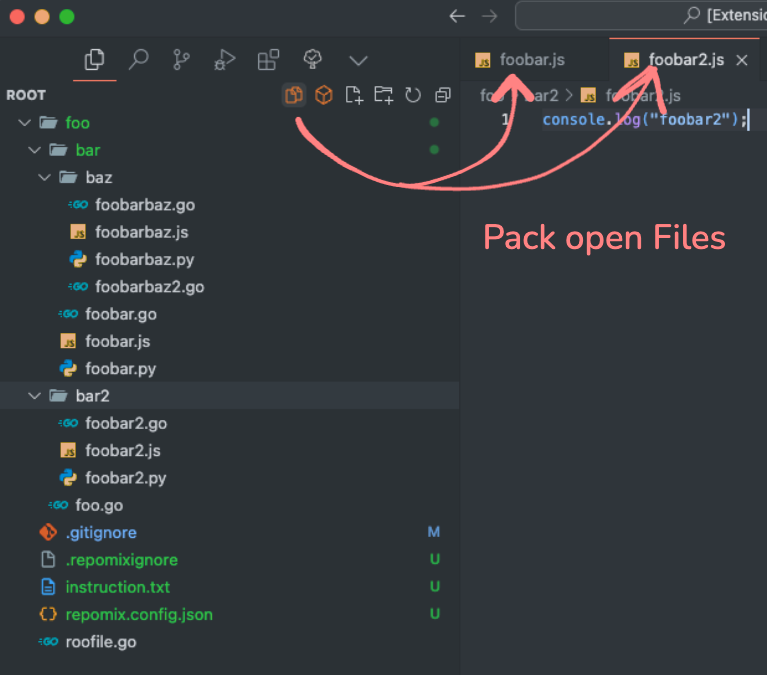 [Extensio
foobar.js
foobar2.js
ROOT
bar2
foobar2.js
foo
1 console.log("foobar2");
bar
baz
foobarbaz.go
foobarbaz.js
Pack open Files
foobarbaz.py
foobarbaz2.go
foobar.go
foobar.js
foobar.py
bar2
foobar2.go
foobar2.js
foobar2.py
foo.go
.gitignore M
.repomixignore U
instruction.txt U
repomix.config.json U
roofile.go